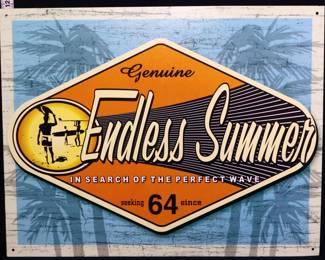 Genuine
Endless Summer
IN SEARCH OF THE PERFECT WAVE
seeking 64 since